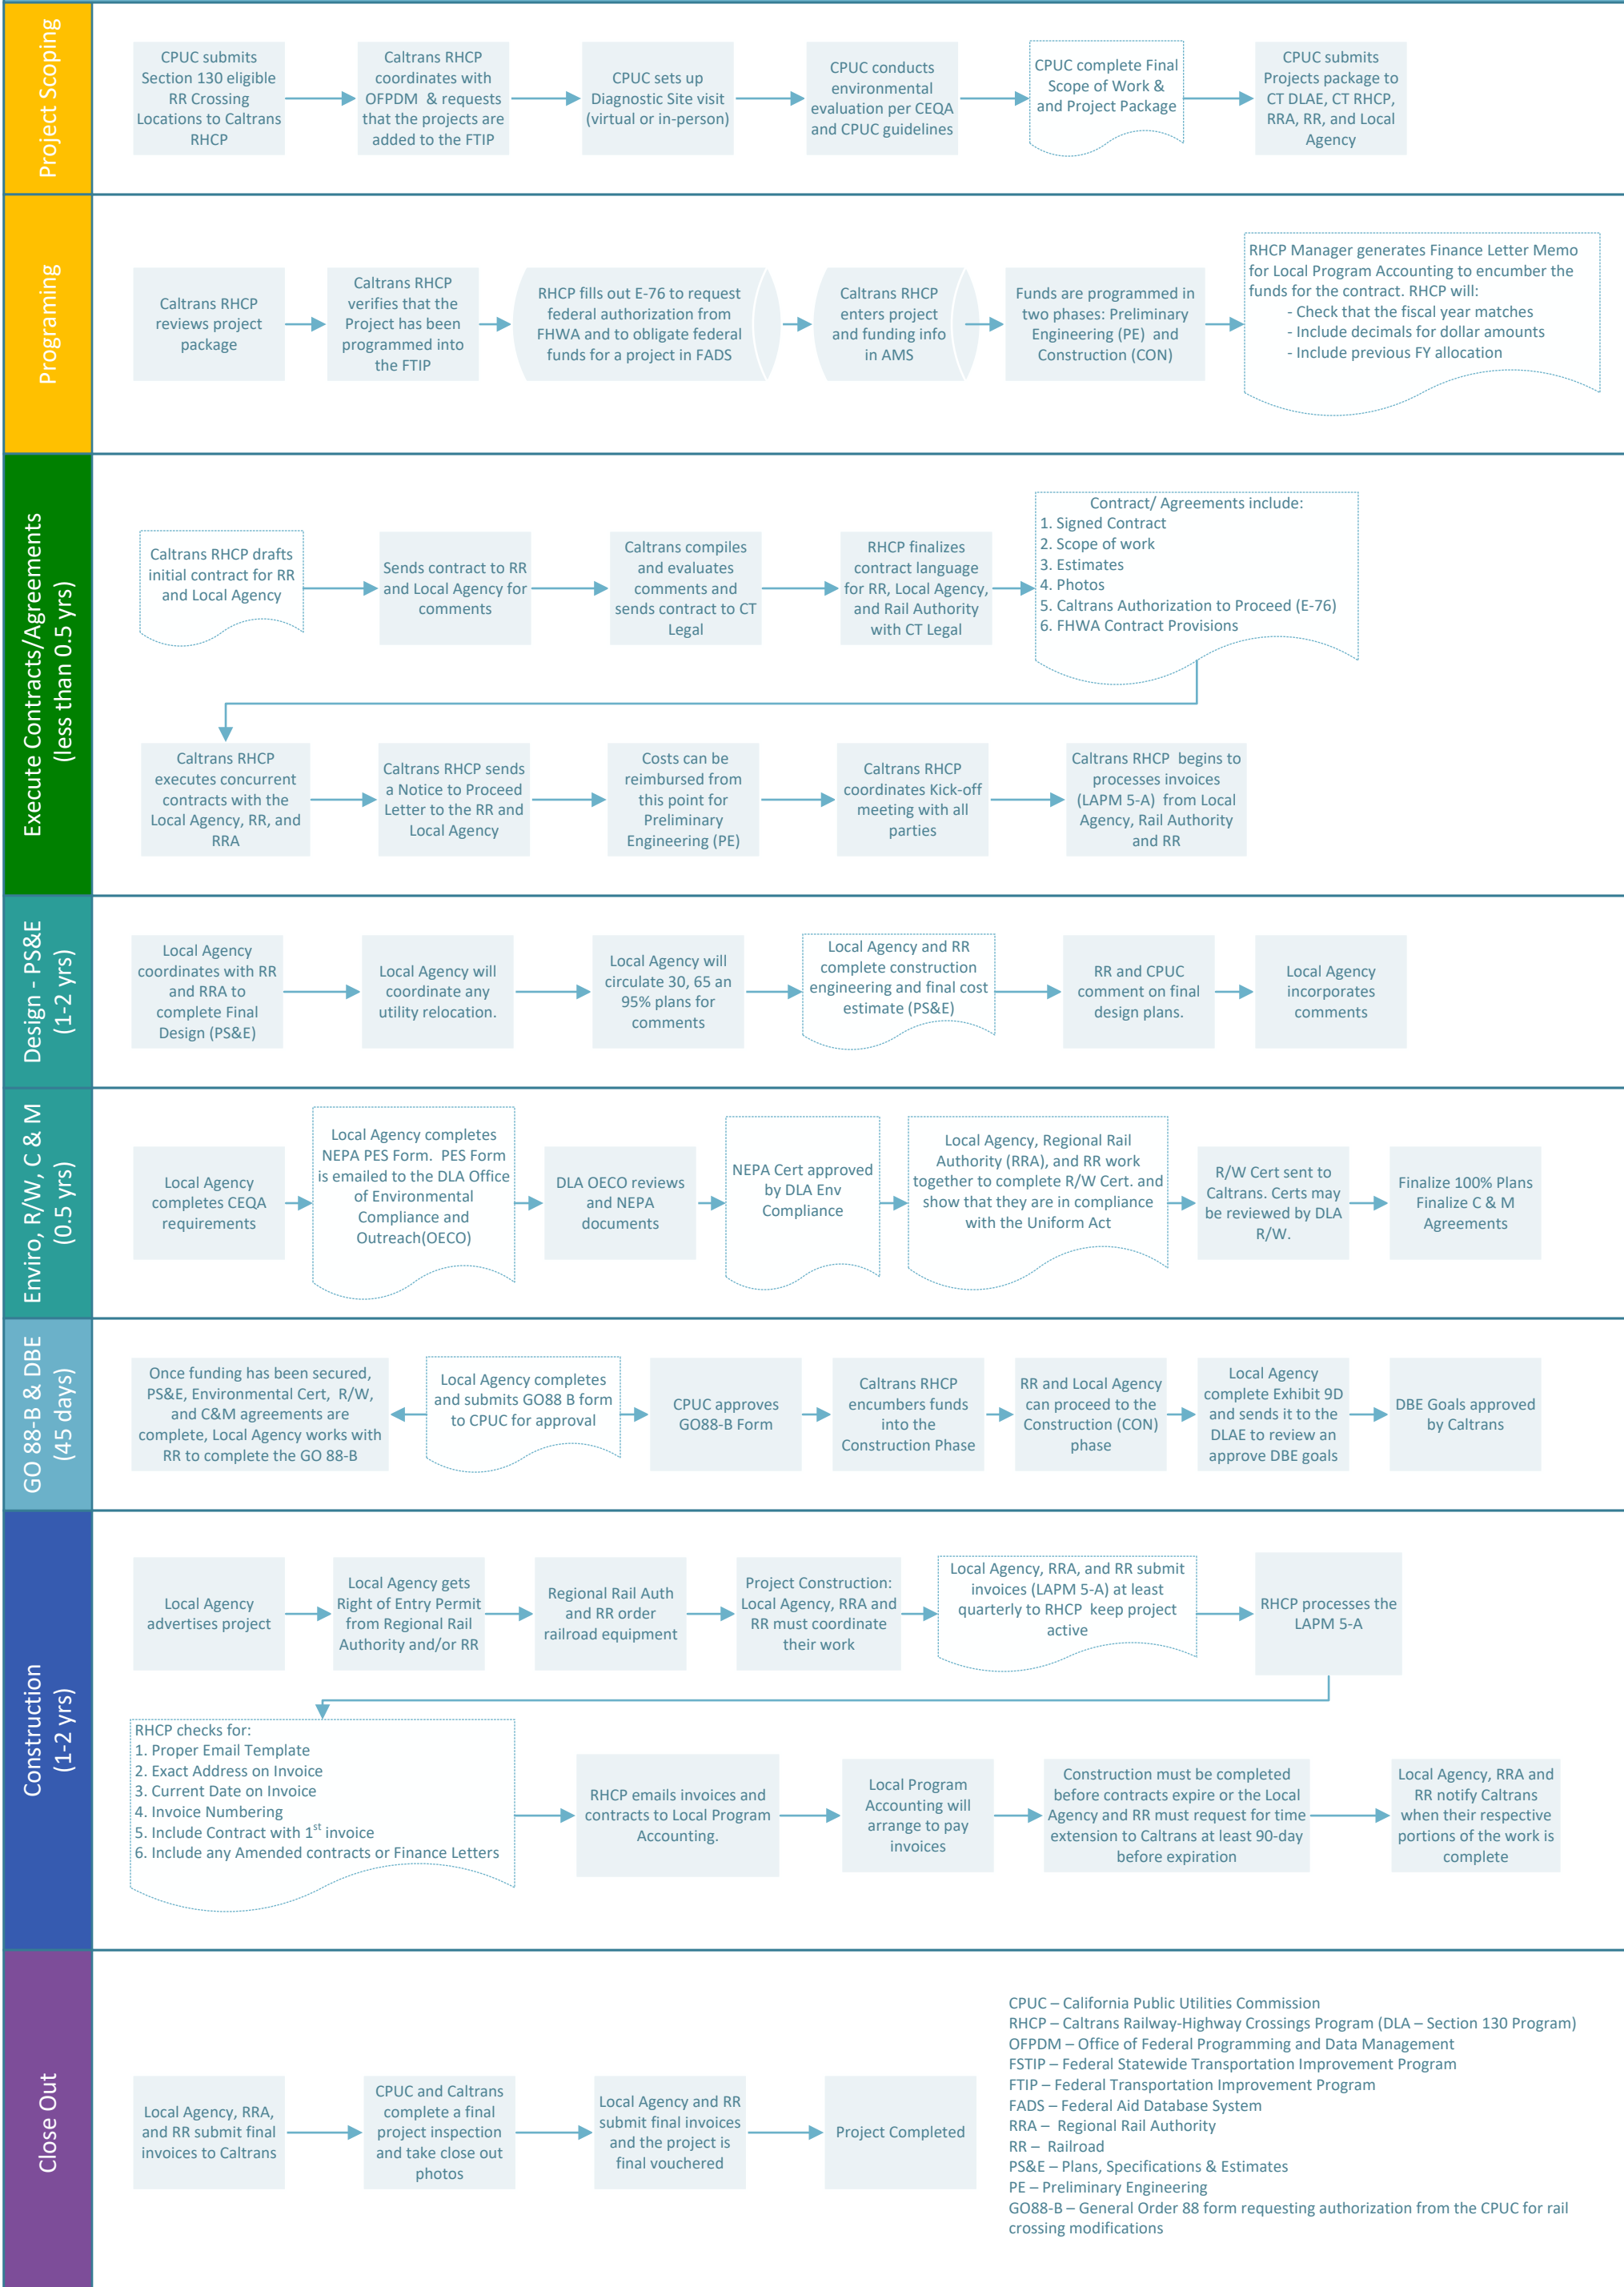 Project Scoping
CPUC submits
Section 130 eligible
RR Crossing
Locations to Caltrans
RHCP
Caltrans RHCP
coordinates with
OFPDM & requests
that the projects are
added to the FTIP
CPUC sets up
Diagnostic Site visit
(virtual or in-person)
CPUC conducts
environmental
evaluation per CEQA
and CPUC guidelines
CPUC complete Final
Scope of Work &
and Project Package
CPUC submits
Projects package to
CT DLAE, CT RHCP,
RRA, RR, and Local
Agency
Programing
Caltrans RHCP
reviews project
package
Caltrans RHCP
verifies that the
Project has been
programmed into
the FTIP
RHCP fills out E-76 to request
federal authorization from
FHWA and to obligate federal
funds for a project in FADS
Caltrans RHCP
enters project
and funding info
in AMS
Funds are programmed in
two phases: Preliminary
Engineering (PE) and
Construction (CON)
RHCP Manager generates Finance Letter Memo
for Local Program Accounting to encumber the
funds for the contract. RHCP will:
- Check that the fiscal year matches
- Include decimals for dollar amounts
- Include previous FY allocation
Execute Contracts/Agreements
(less than 0.5 yrs)
Caltrans RHCP drafts
initial contract for RR
and Local Agency
Sends contract to RR
and Local Agency for
comments
Caltrans compiles
and evaluates
comments and
sends contract to CT
Legal
RHCP finalizes
contract language
for RR, Local Agency,
and Rail Authority
with CT Legal
Contract/ Agreements include:
1. Signed Contract
2. Scope of work
3. Estimates
4. Photos
5. Caltrans Authorization to Proceed (E-76)
6. FHWA Contract Provisions
Caltrans RHCP
executes concurrent
contracts with the
Local Agency, RR, and
RRA
Caltrans RHCP sends
a Notice to Proceed
Letter to the RR and
Local Agency
Costs can be
reimbursed from
this point for
Preliminary
Engineering (PE)
Caltrans RHCP
coordinates Kick-off
meeting with all
parties
Caltrans RHCP begins to
processes invoices
(LAPM 5-A) from Local
Agency, Rail Authority
and RR
Design - PS&E
(1-2 yrs)
Local Agency
coordinates with RR
and RRA to
complete Final
Design (PS&E)
Local Agency will
coordinate any
utility relocation.
Local Agency will
circulate 30, 65 an
95% plans for
comments
Local Agency and RR
complete construction
engineering and final cost
estimate (PS&E)
RR and CPUC
comment on final
design plans.
Local Agency
incorporates
comments
Enviro, R/W, C & M
(0.5 yrs)
Local Agency
completes CEQA
requirements
Local Agency completes
NEPA PES Form. PES Form
is emailed to the DLA Office
of Environmental
Compliance and
Outreach(OECO)
DLA OECO reviews
and NEPA
documents
NEPA Cert approved
by DLA Env
Compliance
Local Agency, Regional Rail
Authority (RRA), and RR work
together to complete R/W Cert. and
show that they are in compliance
with the Uniform Act
R/W Cert sent to
Caltrans. Certs may
be reviewed by DLA
R/W.
Finalize 100% Plans
Finalize C & M
Agreements
GO 88-B & DBE
(45 days)
Once funding has been secured,
PS&E, Environmental Cert, R/W,
and C&M agreements are
complete, Local Agency works with
RR to complete the GO 88-B
Local Agency completes
and submits GO88 B form
to CPUC for approval
CPUC approves
GO88-B Form
Caltrans RHCP
encumbers funds
into the
Construction Phase
RR and Local Agency
can proceed to the
Construction (CON)
phase
Local Agency
complete Exhibit 9D
and sends it to the
DLAE to review an
approve DBE goals
DBE Goals approved
by Caltrans
Construction
(1-2 yrs)
Local Agency
advertises project
Local Agency gets
Right of Entry Permit
from Regional Rail
Authority and/or RR
Regional Rail Auth
and RR order
railroad equipment
Project Construction:
Local Agency, RRA and
RR must coordinate
their work
Local Agency, RRA, and RR submit
invoices (LAPM 5-A) at least
quarterly to RHCP keep project
active
RHCP processes the
LAPM 5-A
RHCP checks for:
1. Proper Email Template
2. Exact Address on Invoice
3. Current Date on Invoice
4. Invoice Numbering
5. Include Contract with 1st invoice
6. Include any Amended contracts or Finance Letters
RHCP emails invoices and
contracts to Local Program
Accounting.
Local Program
Accounting will
arrange to pay
invoices
Construction must be completed
before contracts expire or the Local
Agency and RR must request for time
extension to Caltrans at least 90-day
before expiration
Local Agency, RRA and
RR notify Caltrans
when their respective
portions of the work is
complete
Close Out
Local Agency, RRA,
and RR submit final
invoices to Caltrans
CPUC and Caltrans
complete a final
project inspection
and take close out
photos
Local Agency and RR
submit final invoices
and the project is
final vouchered
Project Completed
CPUC – California Public Utilities Commission
RHCP – Caltrans Railway-Highway Crossings Program (DLA – Section 130 Program)
OFPDM – Office of Federal Programming and Data Management
FSTIP – Federal Statewide Transportation Improvement Program
FTIP – Federal Transportation Improvement Program
FADS – Federal Aid Database System
RRA – Regional Rail Authority
RR – Railroad
PS&E – Plans, Specifications & Estimates
PE – Preliminary Engineering
GO88-B – General Order 88 form requesting authorization from the CPUC for rail
crossing modifications